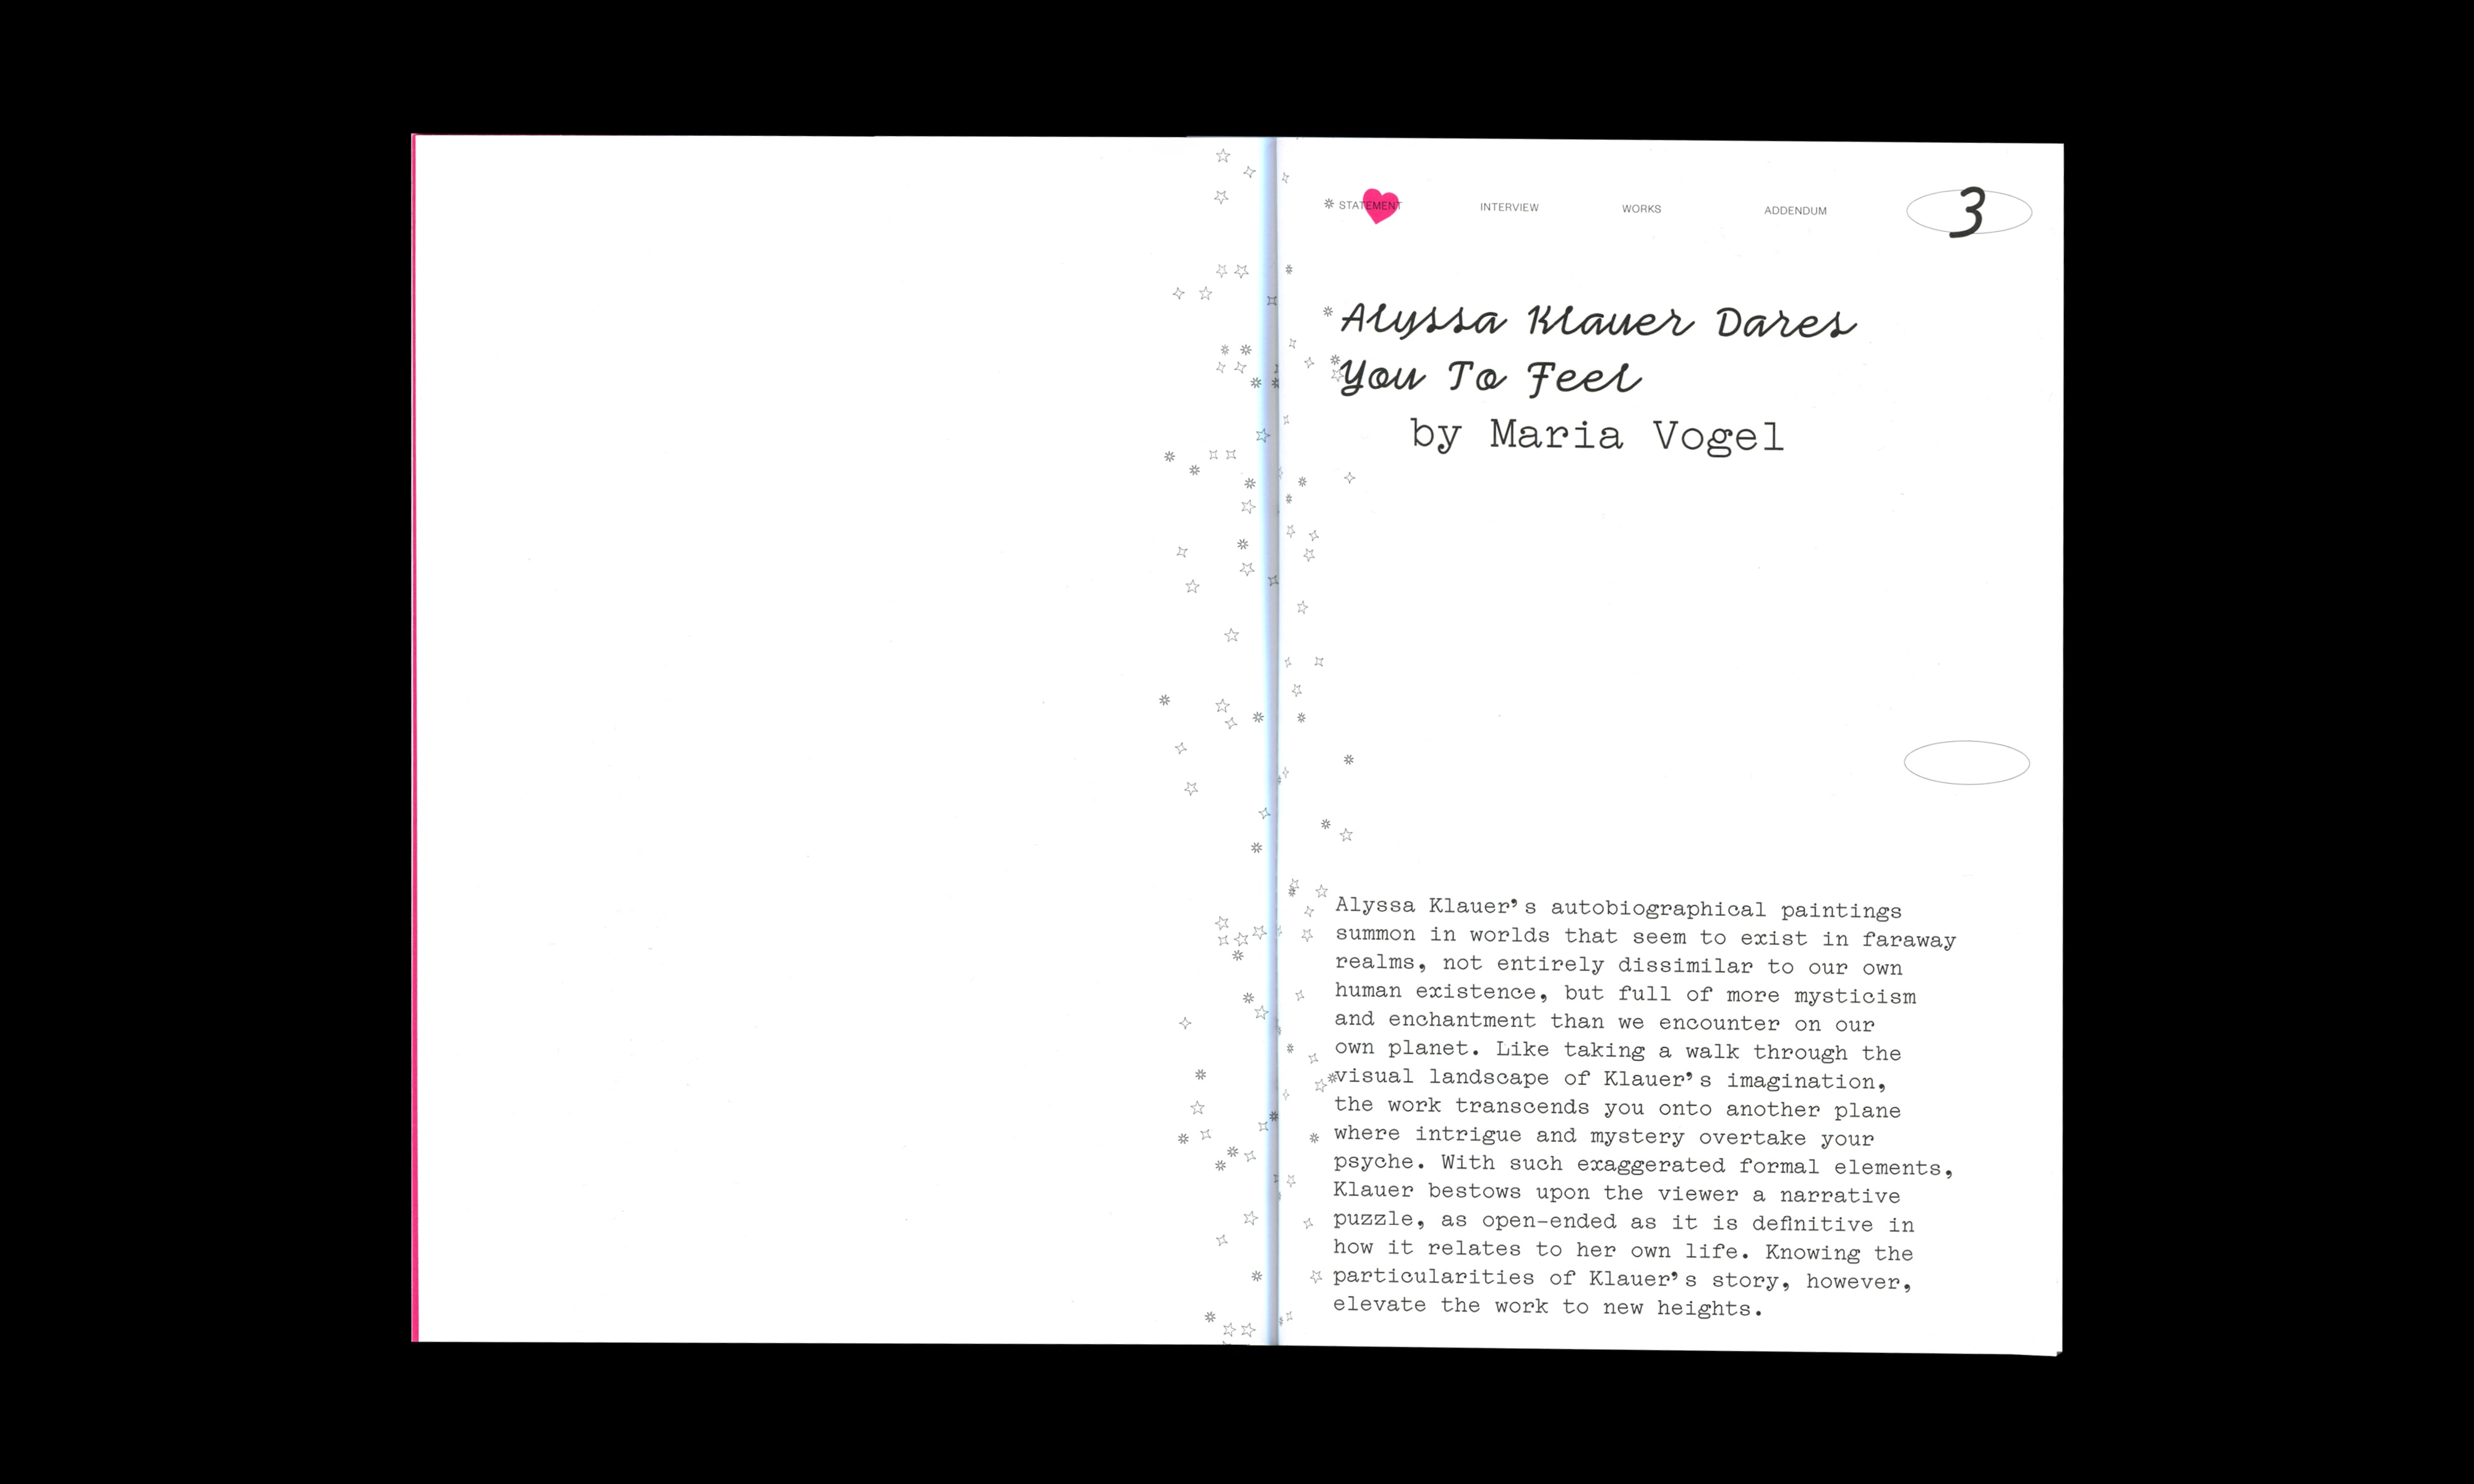 STATEMENT INTERVIEW WORKS ADDENDUM 3
Alyssa Klauer Dares
You To Feel
by Maria Vogel
Alyssa Klauer’s autobiographical paintings
summon in worlds that seem to exist in faraway
realms, not entirely dissimilar to our own
human existence, but full of more mysticism
and enchantment than we encounter on our
own planet. Like taking a walk through the
visual landscape of Klauer’s imagination,
the work transcends you onto another plane
where intrigue and mystery overtake your
psyche. With such exaggerated formal elements,
Klauer bestows upon the viewer a narrative
puzzle, as open-ended as it is definitive in
how it relates to her own life. Knowing the
particularities of Klauer’s story, however,
elevate the work to new heights.